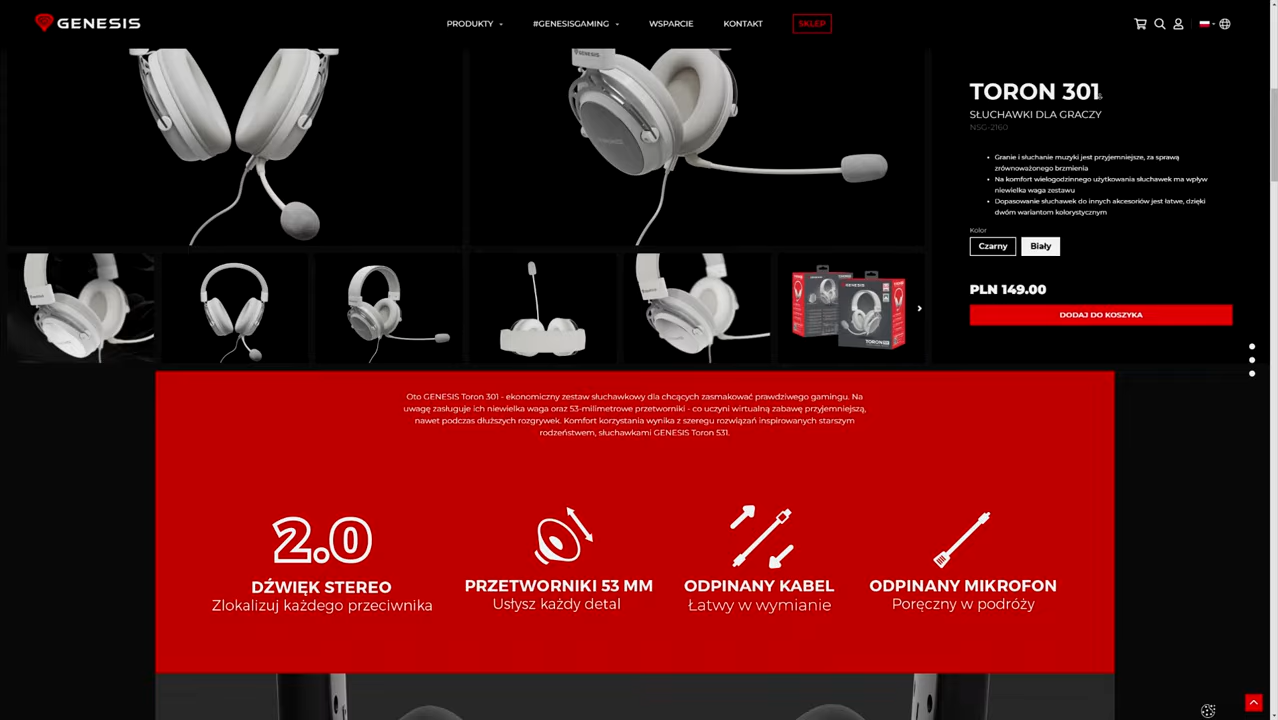 GENESIS
PRODUKTY
#GENESISGAMING
WSPARCIE
KONTAKT
SKLEP
TORON 301
SŁUCHAWKI DLA GRACZY
NSG-2160
Granie i słuchanie muzyki jest przyjemniejsze, za sprawą
zrównoważonego brzmienia
Na komfort wielogodzinnego użytkowania słuchawek ma wpływ
niewielka waga zestawu
Dopasowanie słuchawek do innych akcesoriów jest łatwe, dzięki
dwóm wariantom kolorystycznym
Kolor
Czarny
Biały
PLN 149.00
DODAJ DO KOSZYKA
Oto GENESIS Toron 301 - ekonomiczny zestaw słuchawkowy dla chcących zasmakować prawdziwego gamingu. Na
uwagę zasługuje ich niewielka waga oraz 53-milimetrowe przetworniki - co uczyni wirtualną zabawę przyjemniejszą,
nawet podczas dłuższych rozgrywek. Komfort korzystania wynika z szeregu rozwiązań inspirowanych starszym
rodzeństwem, słuchawkami GENESIS Toron 531.
2.0
DŹWIĘK STEREO
Zlokalizuj każdego przeciwnika
PRZETWORNIKI 53 MM
Usłysz każdy detal
ODPINANY KABEL
Łatwy w wymianie
ODPINANY MIKROFON
Poręczny w podróży